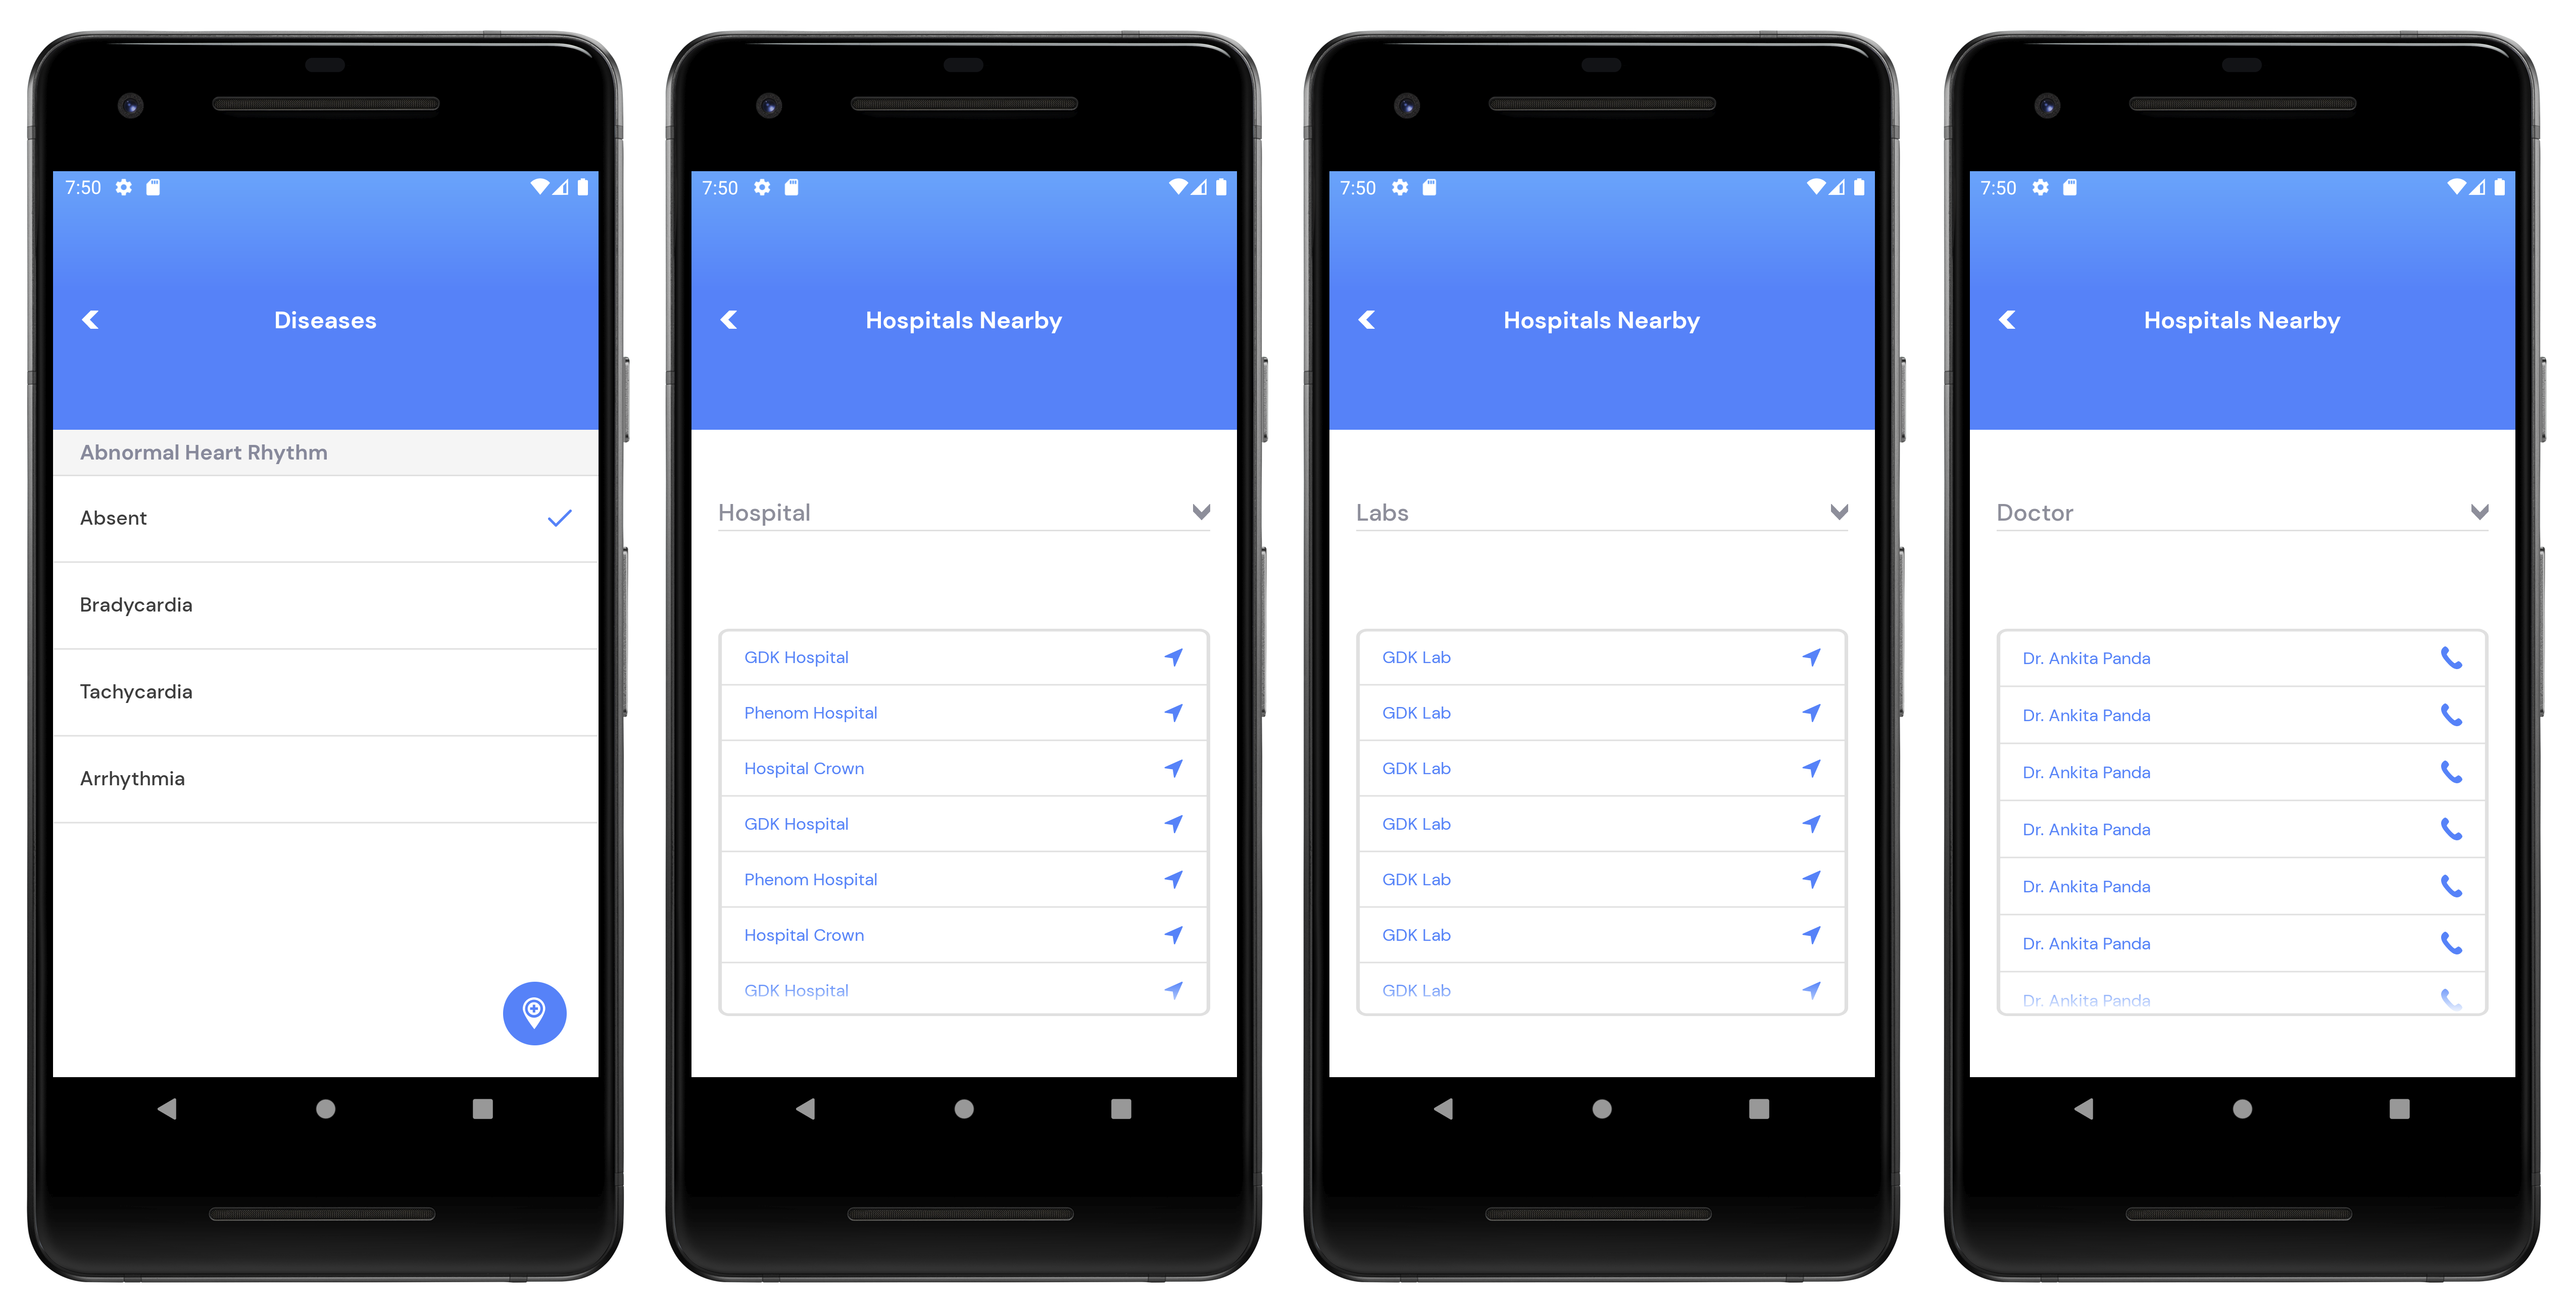 7:50
Diseases
Abnormal Heart Rhythm
Absent
Bradycardia
Tachycardia
Arrhythmia
7:50
Hospitals Nearby
Hospital
GDK Hospital
Phenom Hospital
Hospital Crown
GDK Hospital
Phenom Hospital
Hospital Crown
GDK Hospital
7:50
Hospitals Nearby
Labs
GDK Lab
GDK Lab
GDK Lab
GDK Lab
GDK Lab
GDK Lab
GDK Lab
7:50
Hospitals Nearby
Doctor
Dr. Ankita Panda
Dr. Ankita Panda
Dr. Ankita Panda
Dr. Ankita Panda
Dr. Ankita Panda
Dr. Ankita Panda
Dr. Ankita Panda